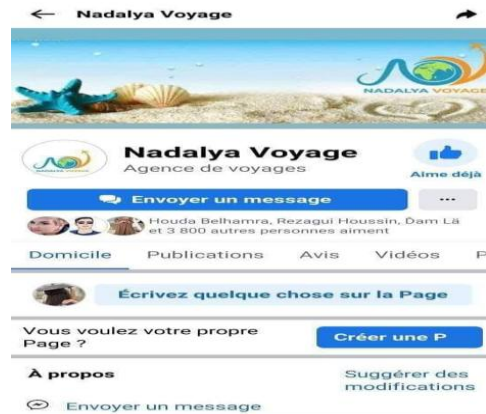 Nadalya Voyage
NADALYA VOYAGE
Nadalya Voyage
Agence de voyages
Aime déjà
Envoyer un message
Houda Belhamra, Rezagui Houssin, Ďam Lä
et 3 800 autres personnes aiment
Domicile Publications Avis Vidéos P
Écrivez quelque chose sur la Page
Vous voulez votre propre
Page ?
Créer une P
À propos
Suggérer des
modifications
Envoyer un message